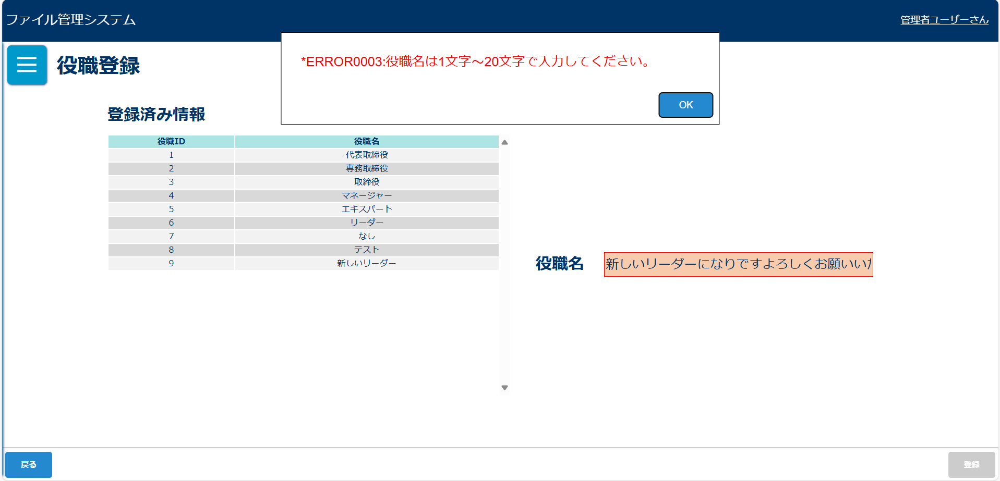 ファイル管理システム
管理者ユーザーさん
*ERROR0003:役職名は1文字～20文字で入力してください。
OK
役職登録
登録済み情報
役職ID 役職名
1 代表取締役
2 専務取締役
3 取締役
4 マネージャー
5 エキスパート
6 リーダー
7 なし
8 テスト
9 新しいリーダー
役職名 新しいリーダーになりですよろしくお願いい
戻る
登録